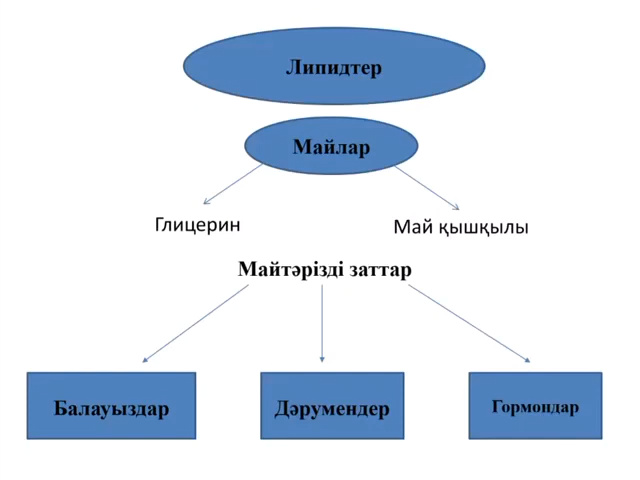 Липидтер
Майлар
Глицерин
Май қышқылы
Майтәрізді заттар
Балауыздар
Дәрумендер
Гормондар